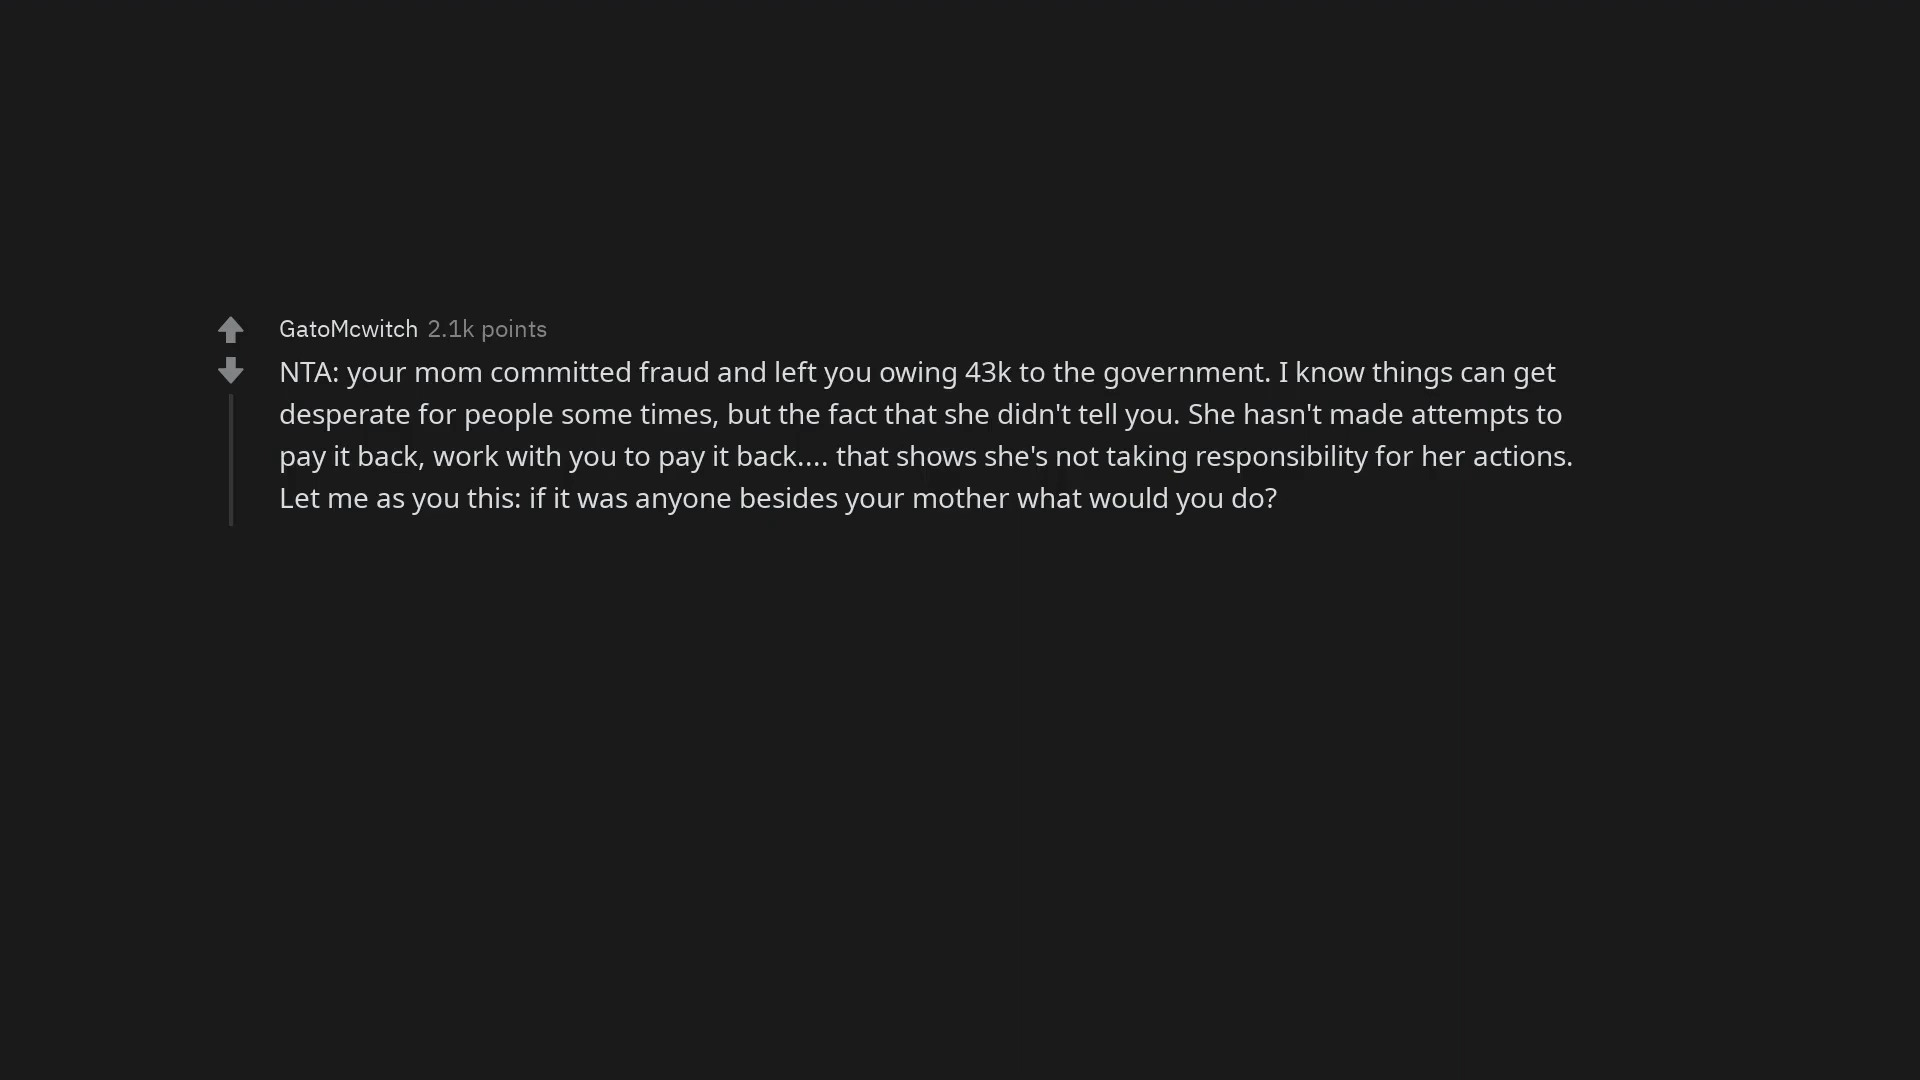 GatoMcwitch 2.1k points
NTA: your mom committed fraud and left you owing 43k to the government. I know things can get
desperate for people some times, but the fact that she didn't tell you. She hasn't made attempts to
pay it back, work with you to pay it back.... that shows she's not taking responsibility for her actions.
Let me as you this: if it was anyone besides your mother what would you do?